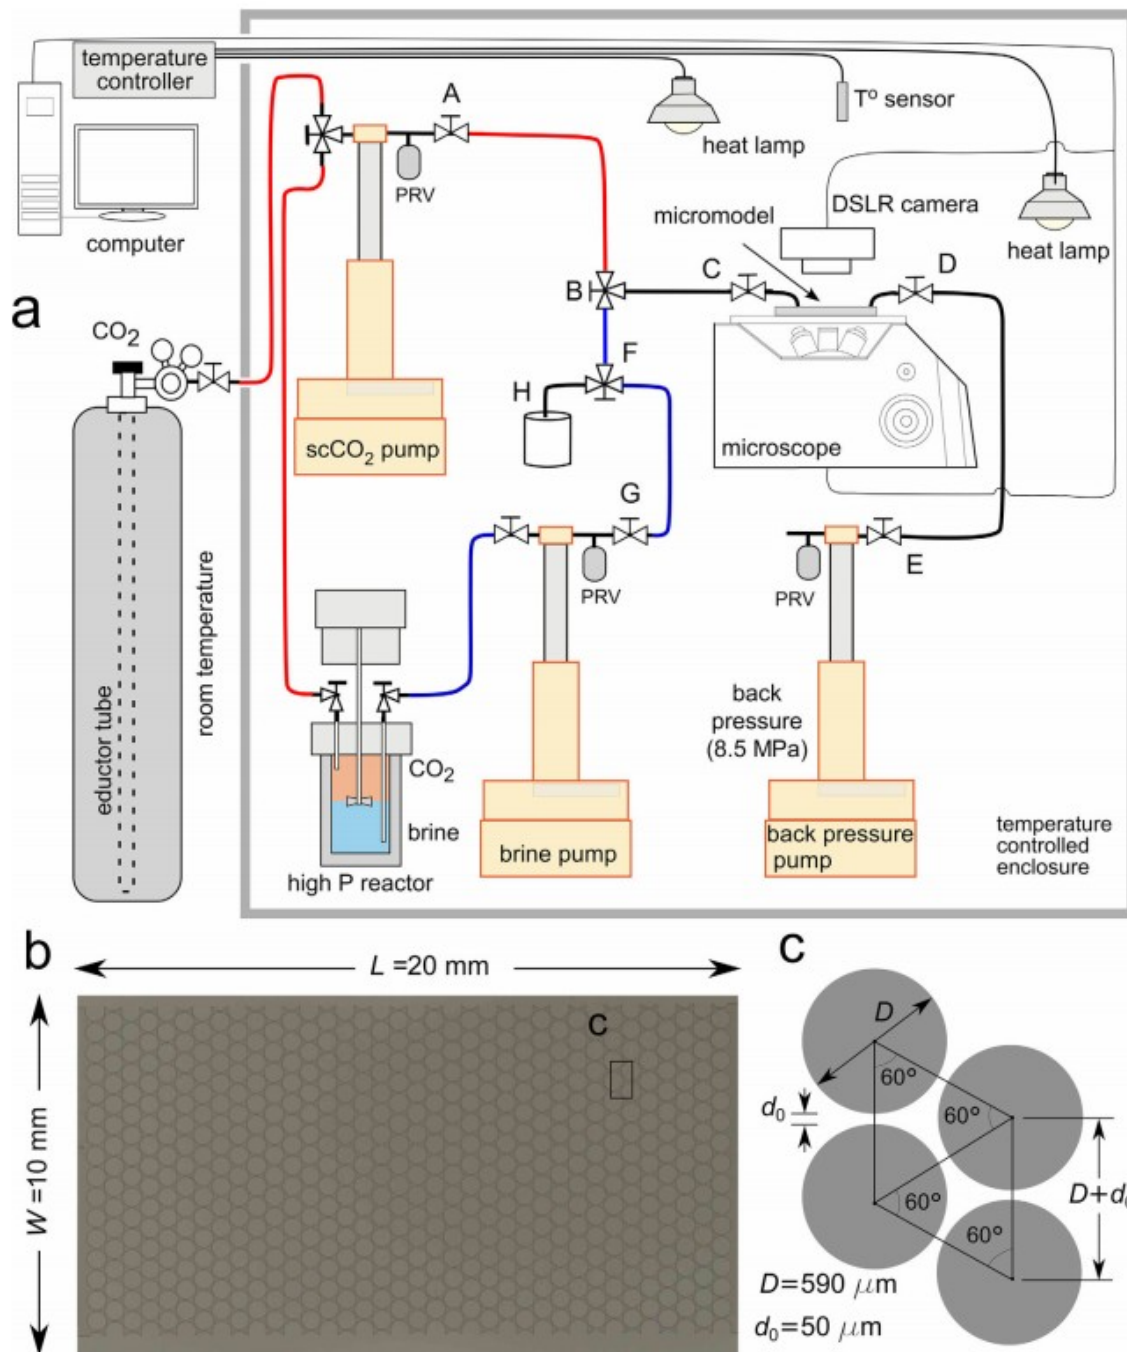 temperature
controller
computer
A
PRV
heat lamp
T° sensor
heat lamp
DSLR camera
micromodel
B
C
D
a
CO2
scCO2 pump
F
H
microscope
G
E
PRV
PRV
eductor tube
room temperature
CO2
brine
high P reactor
brine pump
back
pressure
(8.5 MPa)
back pressure
pump
temperature
controlled
enclosure
b
L =20 mm
W =10 mm
C
c
D
60°
d0
60°
60°
60°
D+d0
D=590 μm
d0=50 μm